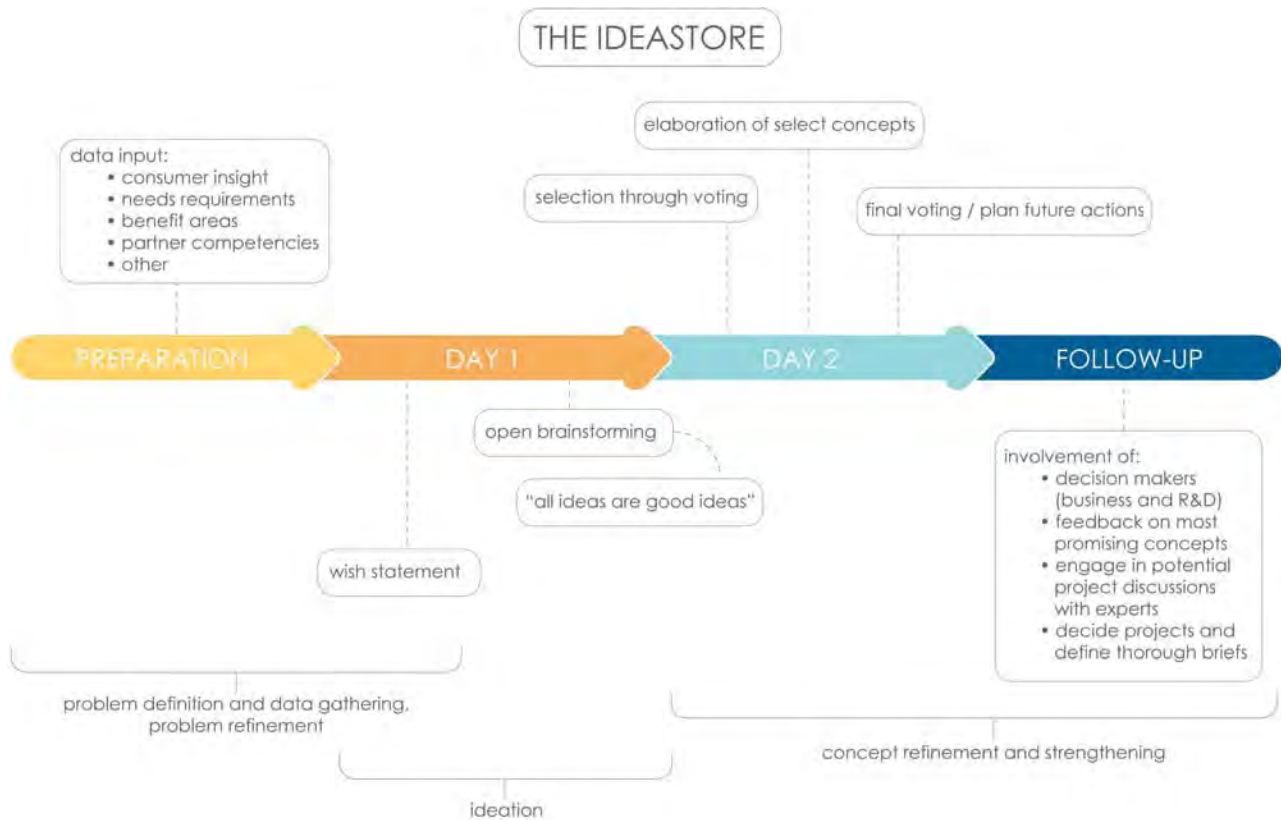 THE IDEASTORE
elaboration of select concepts
data input:
• consumer insight
• needs requirements
• benefit areas
• partner competencies
• other
selection through voting
final voting / plan future actions
PREPARATION
DAY 1
DAY 2
FOLLOW-UP
open brainstorming
"all ideas are good ideas"
wish statement
involvement of:
• decision makers
(business and R&D)
• feedback on most
promising concepts
• engage in potential
project discussions
with experts
• decide projects and
define thorough briefs
problem definition and data gathering,
problem refinement
concept refinement and strengthening
ideation